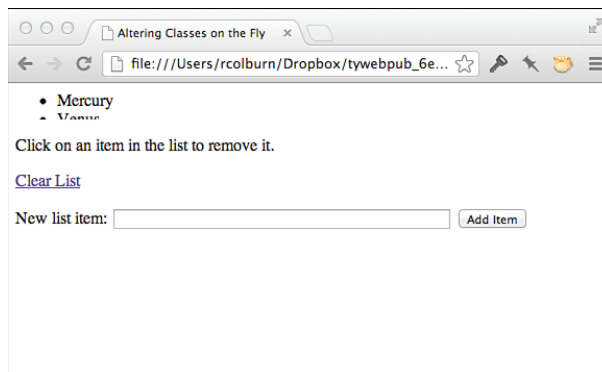 Altering Classes on the Fly
file:///Users/rcolburn/Dropbox/tywebpub_6e...
Mercury
Venus
Click on an item in the list to remove it.
Clear List
New list item: Add Item